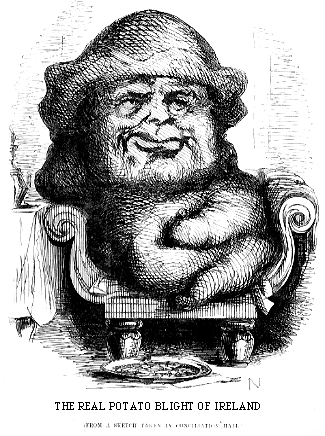 N
THE REAL POTATO BLIGHT OF IRELAND
(FROM A SKETCH TAKEN IN CONCILIATION HALL)